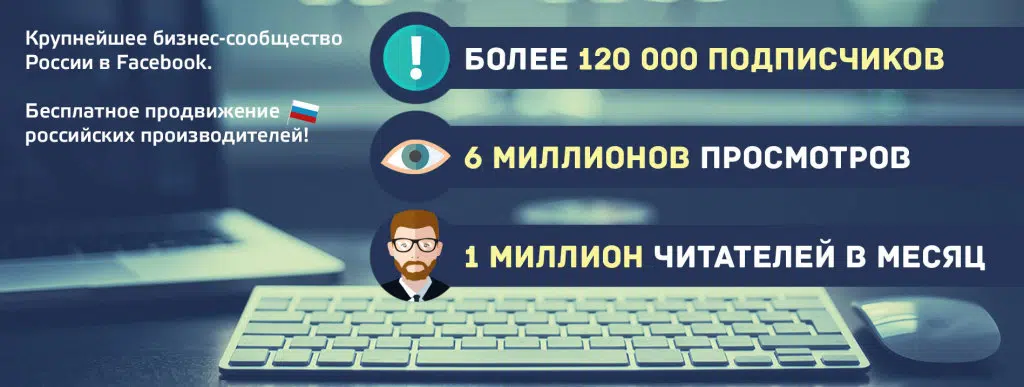 Крупнейшее бизнес-сообщество
России в Facebook.
Бесплатное продвижение
российских производителей!
БОЛЕЕ 120 000 ПОДПИСЧИКОВ
6 МИЛЛИОНОВ ПРОСМОТРОВ
1 МИЛЛИОН ЧИТАТЕЛЕЙ В МЕСЯЦ